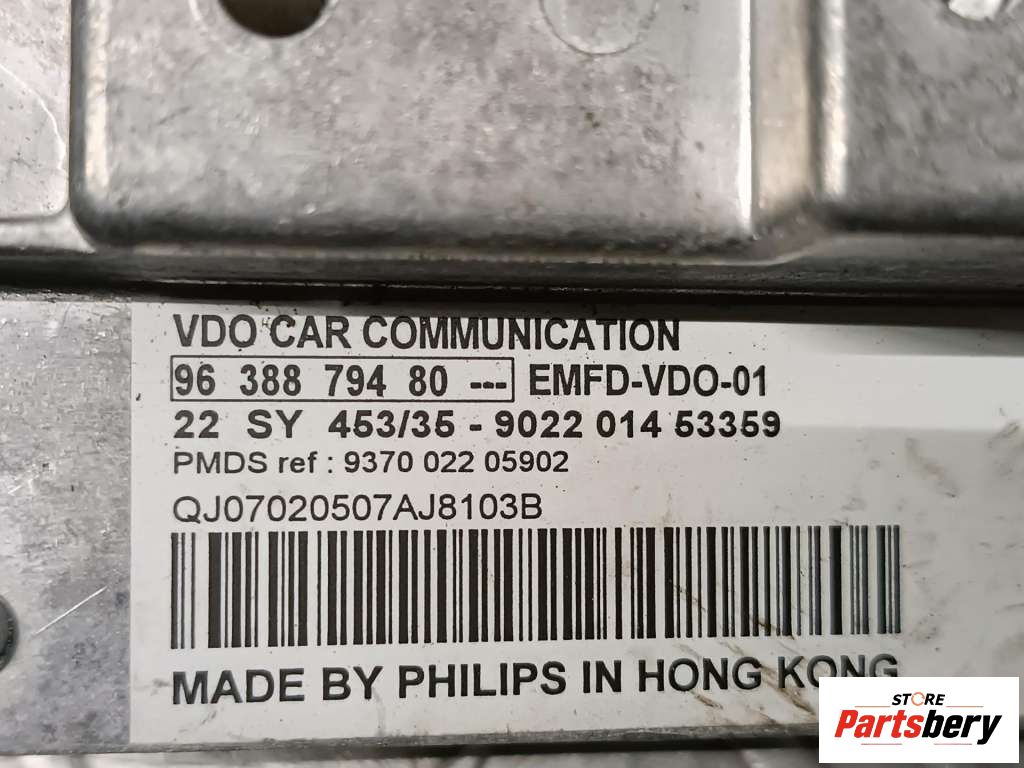 VDO CAR COMMUNICATION
96 388 794 80 --- EMFD-VDO-01
22 SY 453/35 - 9022 014 53359
PMDS ref : 9370 022 05902
QJ07020507AJ8103B
MADE BY PHILIPS IN HONG KONG
STORE
Partsbery